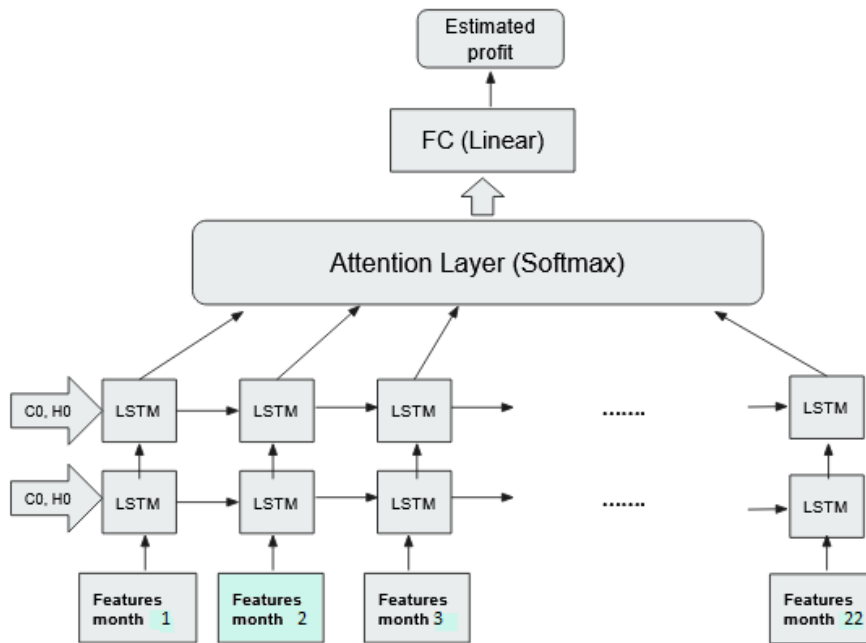 Estimated
profit
FC (Linear)
Attention Layer (Softmax)
C0, H0
LSTM
LSTM
LSTM
.......
LSTM
C0, H0
LSTM
LSTM
LSTM
.......
LSTM
Features
month 1
Features
month 2
Features
month 3
Features
month 22